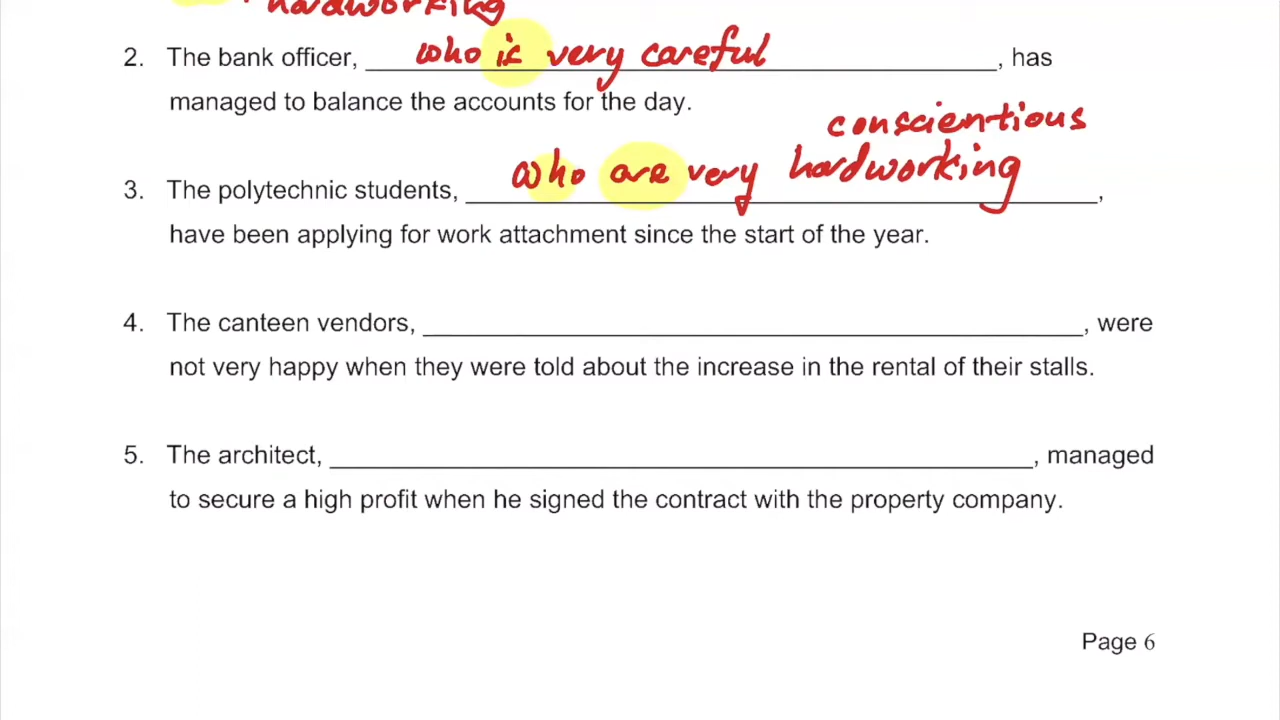 hardworking
2. The bank officer, who is very careful, has
managed to balance the accounts for the day.
conscientious
3. The polytechnic students, who are very hardworking,
have been applying for work attachment since the start of the year.
4. The canteen vendors, ____, were
not very happy when they were told about the increase in the rental of their stalls.
5. The architect, ____, managed
to secure a high profit when he signed the contract with the property company.
Page 6